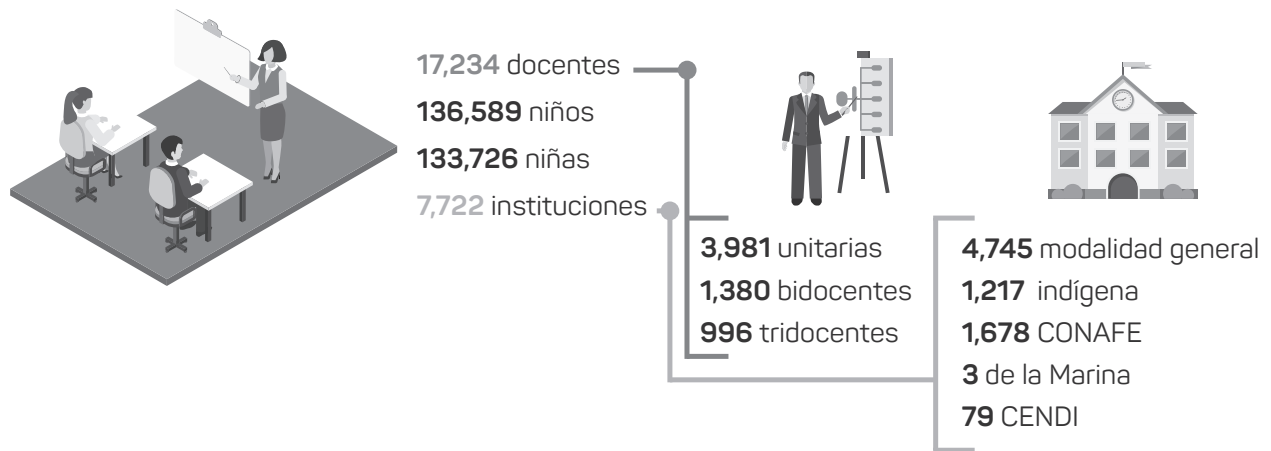 17,234 docentes
136,589 niños
133,726 niñas
7,722 instituciones
3,981 unitarias
1,380 bidocentes
996 tridocentes
4,745 modalidad general
1,217 indígena
1,678 CONAFE
3 de la Marina
79 CENDI